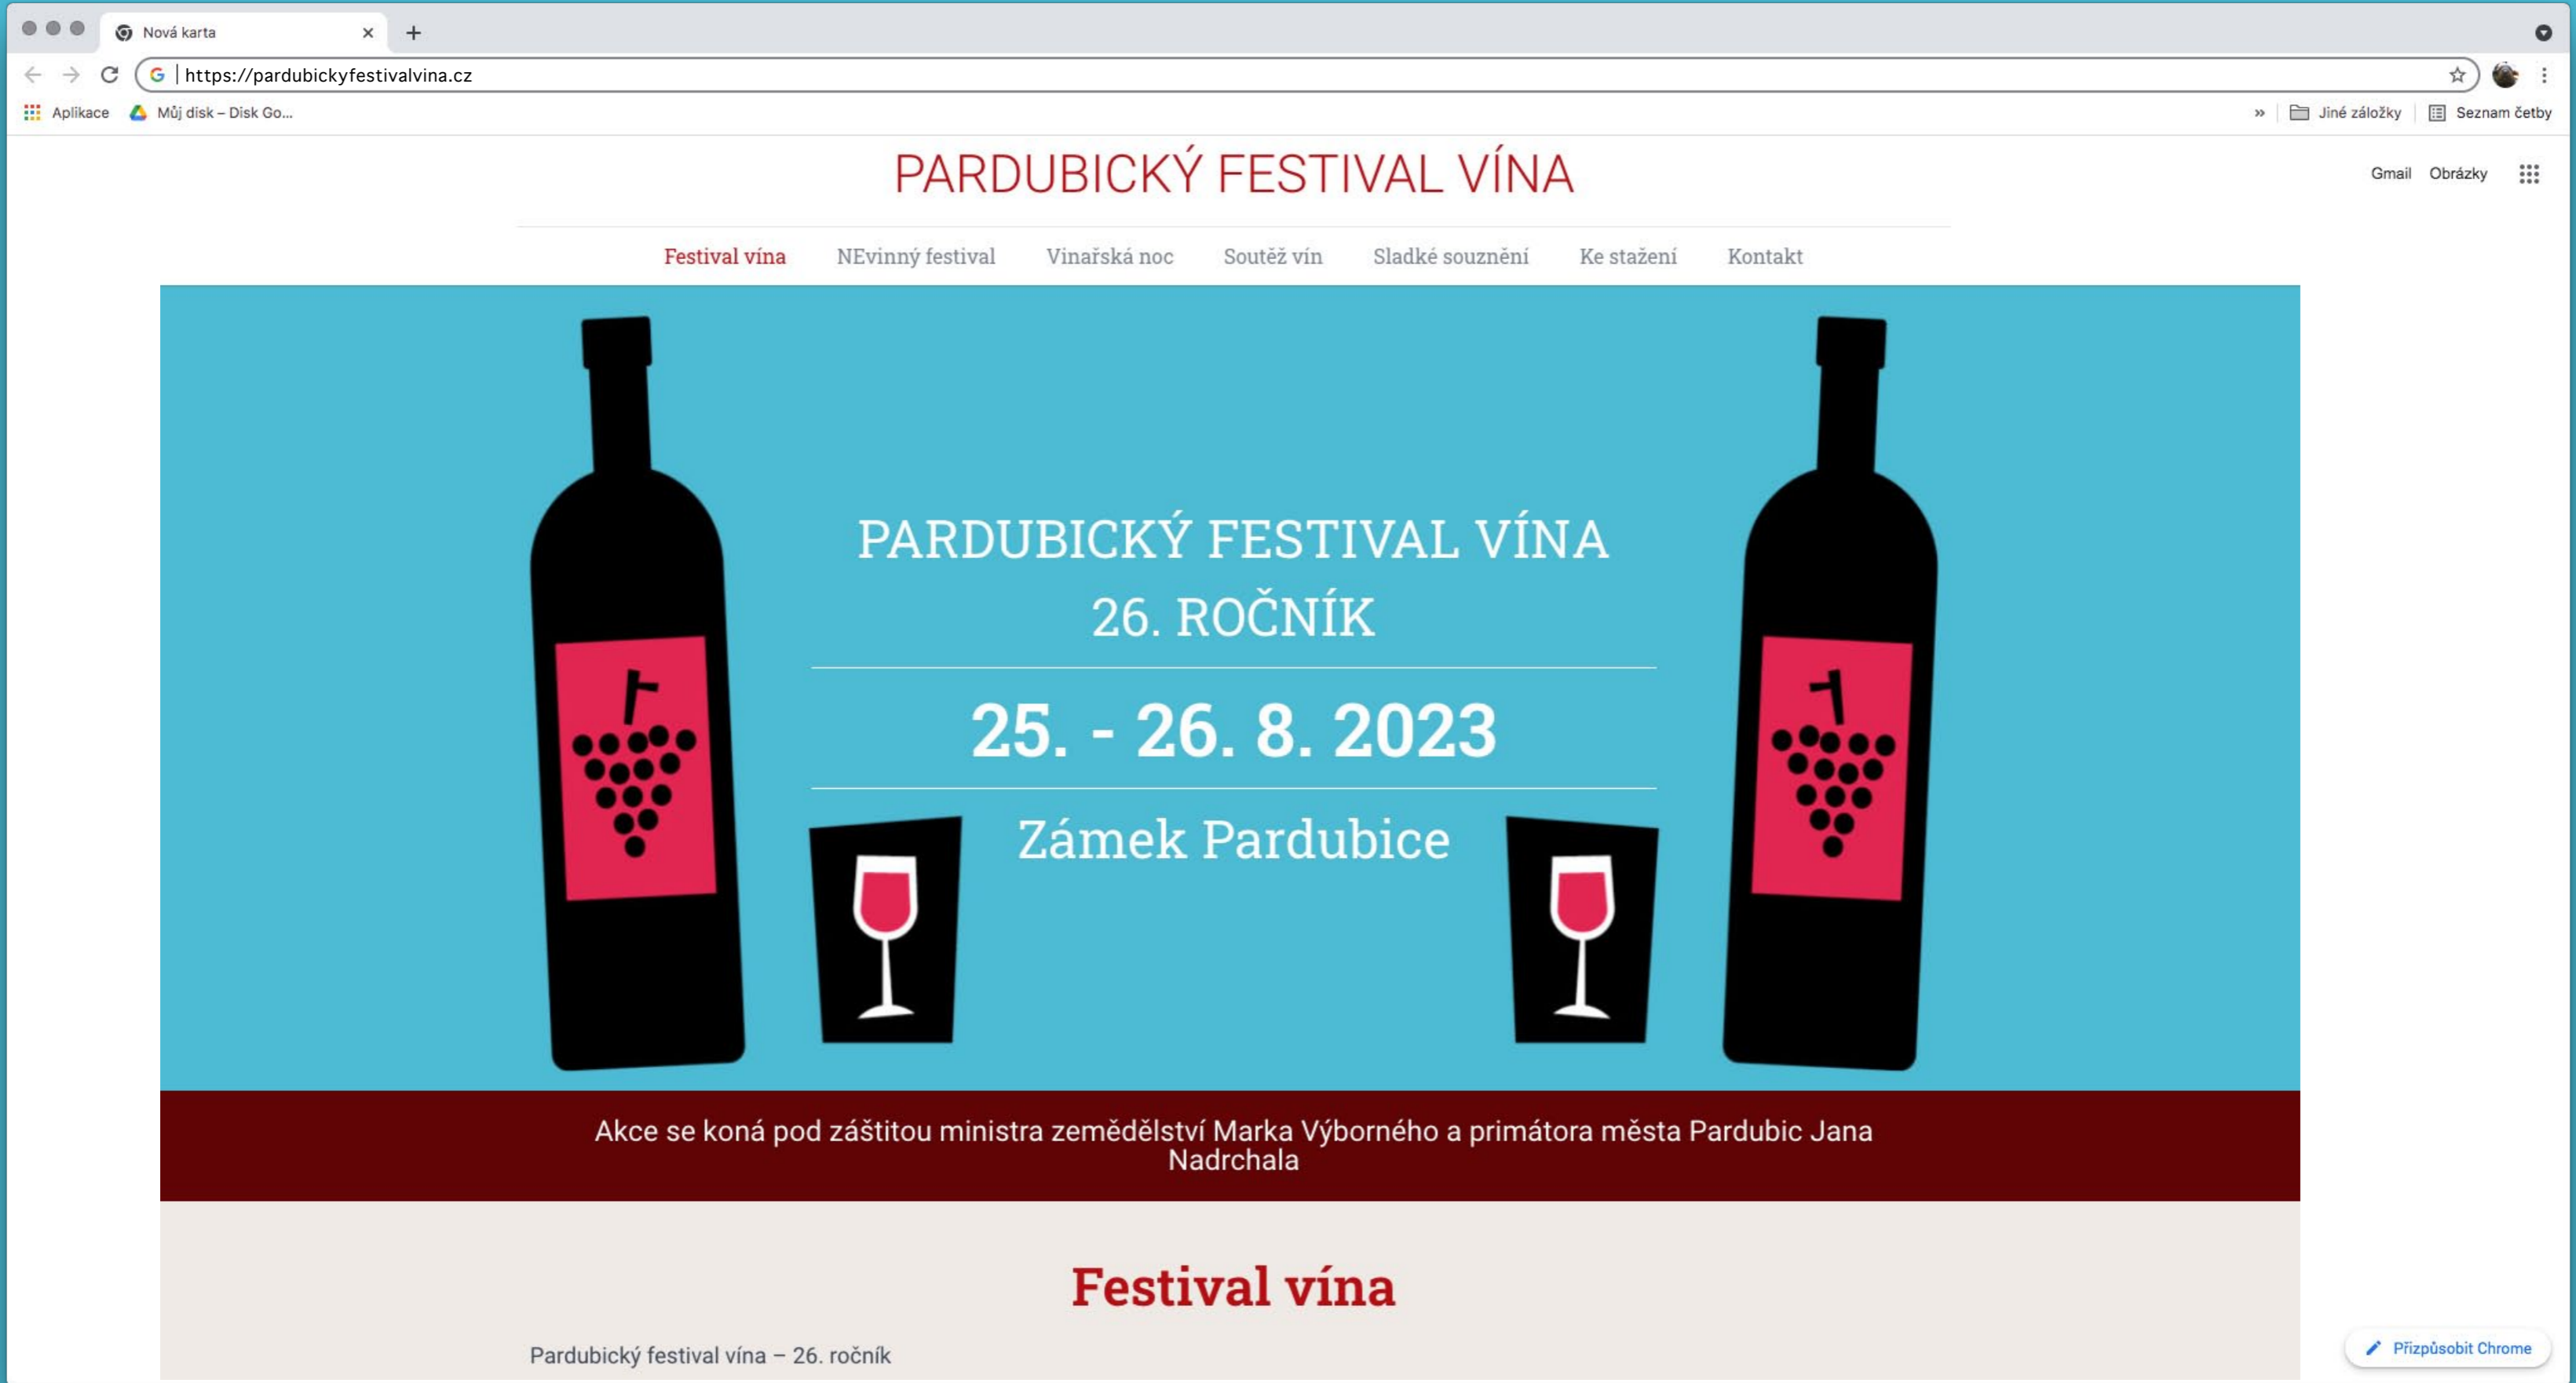 Nová karta
https://pardubickyfestivalvina.cz
Aplikace Můj disk – Disk Go... » Jiné záložky Seznam četby
PARDUBICKÝ FESTIVAL VÍNA
Gmail Obrázky
Festival vína NEvinný festival Vinařská noc Soutěž vín Sladké souznění Ke stažení Kontakt
PARDUBICKÝ FESTIVAL VÍNA
26. ROČNÍK
25. - 26. 8. 2023
Zámek Pardubice
Akce se koná pod záštitou ministra zemědělství Marka Výborného a primátora města Pardubic Jana
Nadrchala
Festival vína
Pardubický festival vína – 26. ročník
Přizpůsobit Chrome